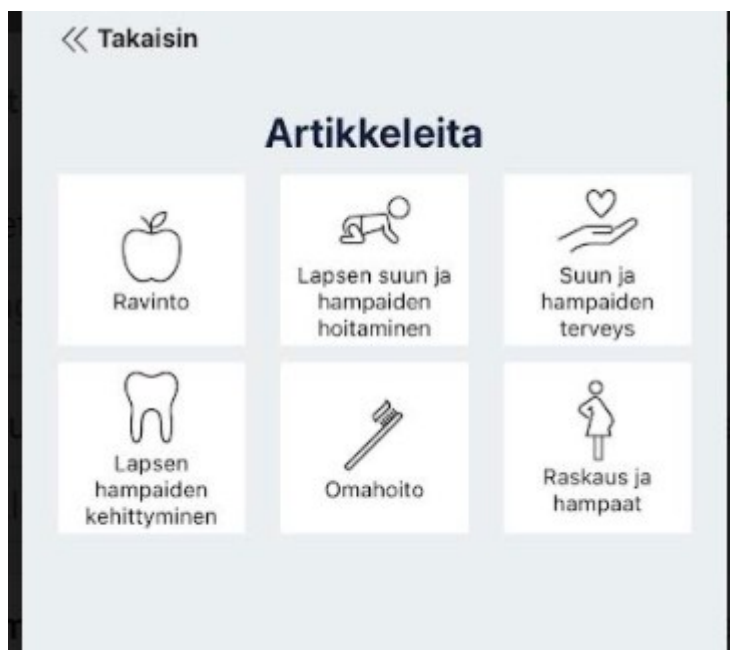 Takaisin
Artikkeleita
Ravinto
Lapsen suun ja
hampaiden
hoitaminen
Suun ja
hampaiden
terveys
Lapsen
hampaiden
kehittyminen
Omahoito
Raskaus ja
hampaat